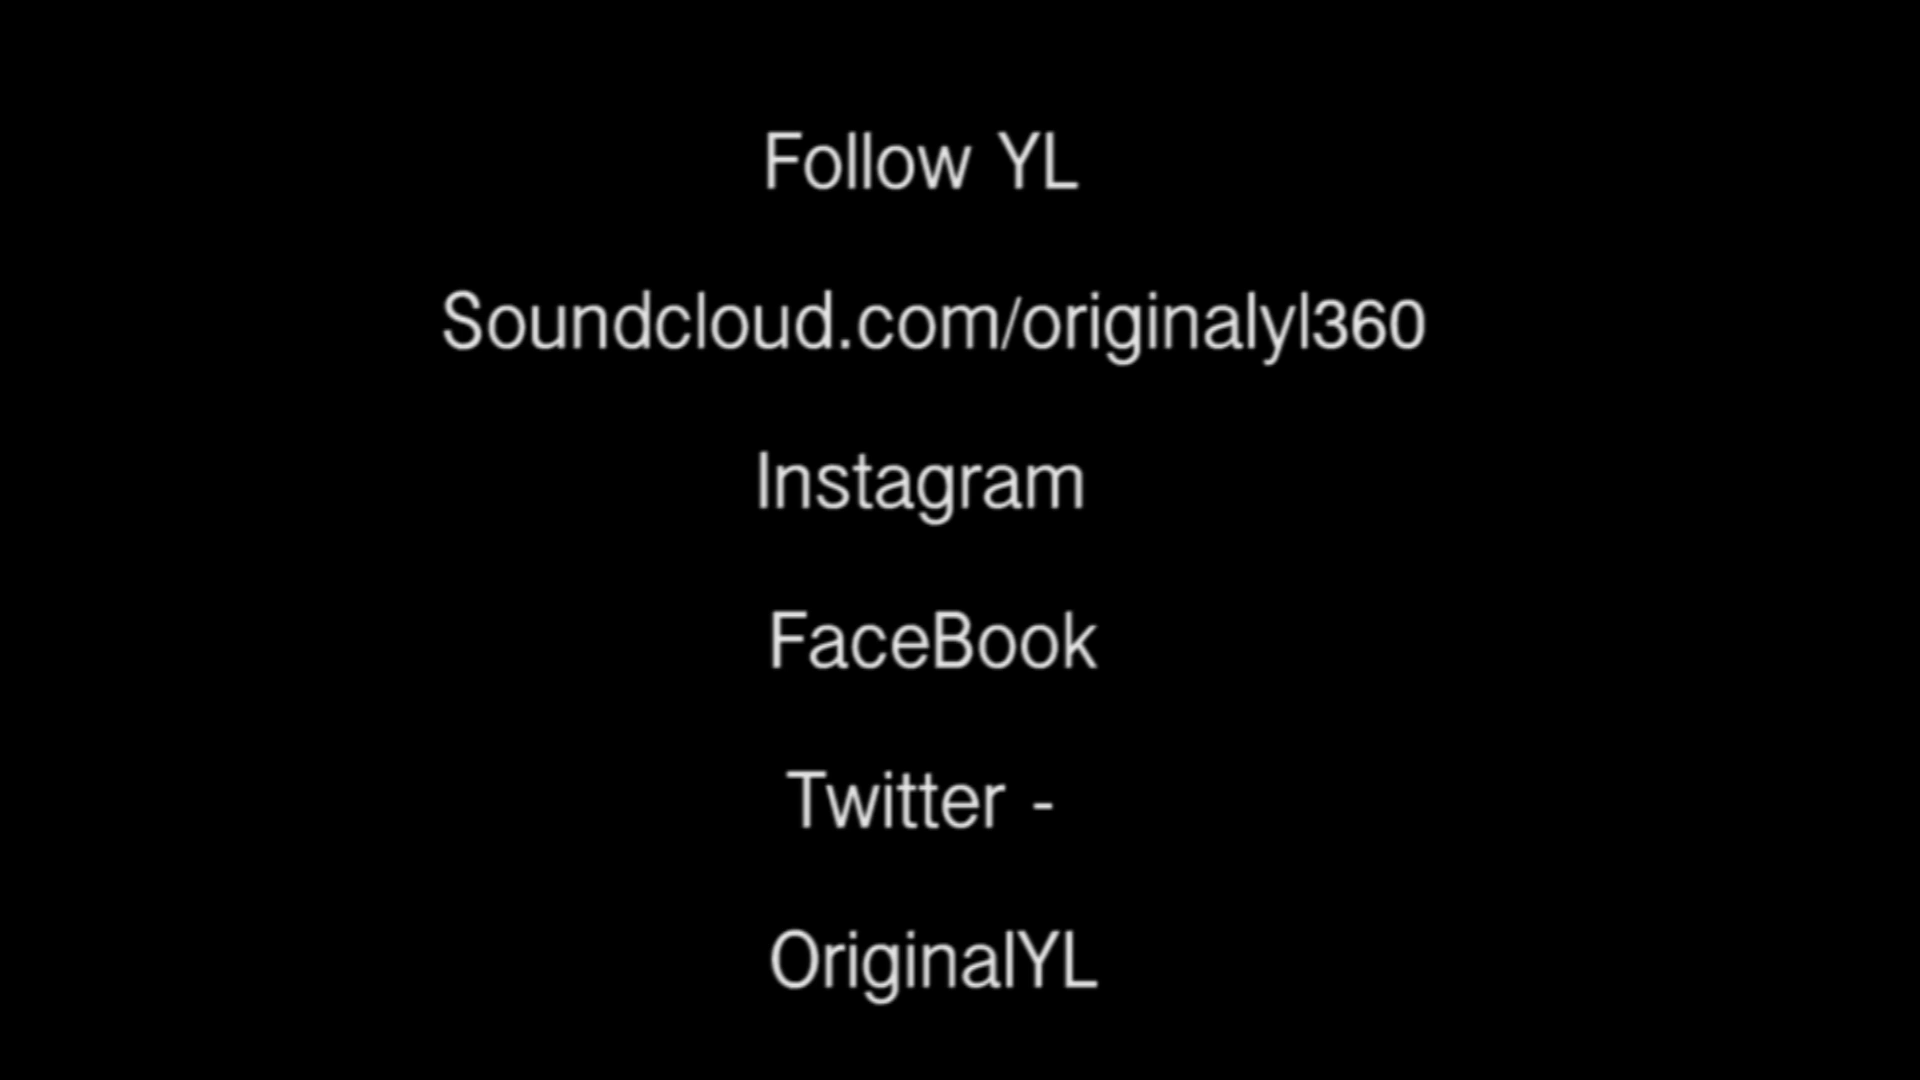 Follow YL
Soundcloud.com/originalyl360
Instagram
FaceBook
Twitter -
OriginalYL